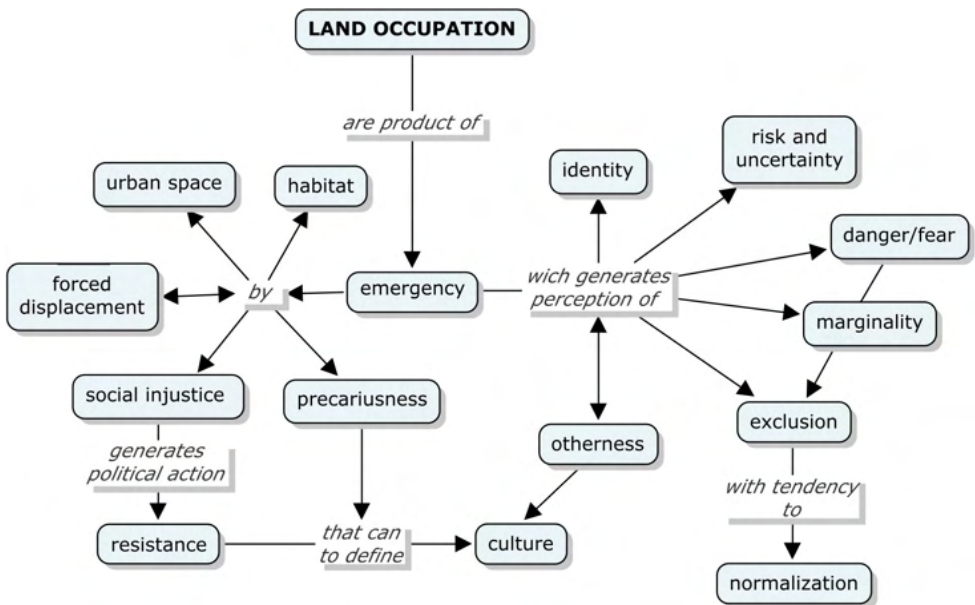 LAND OCCUPATION
are product of
urban space
habitat
identity
risk and
uncertainty
danger/fear
forced
displacement
by
emergency
wich generates
perception of
marginality
social injustice
precariusness
otherness
exclusion
generates
political action
with tendency
to
resistance
that can
to define
culture
normalization